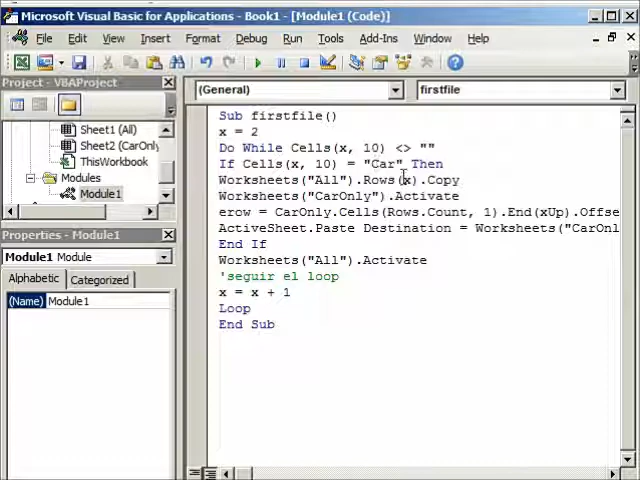 Microsoft Visual Basic for Applications - Book1 - [Module1 (Code)]
File Edit View Insert Format Debug Run Tools Add-Ins Window Help
Project - VBAProject
Sheet1 (All)
Sheet2 (CarOnly
ThisWorkbook
Modules
Module1
Properties - Module1
Module1 Module
Alphabetic Categorized
(Name) Module1
(General) firstfile
Sub firstfile()
x = 2
Do While Cells(x, 10) <> ""
If Cells(x, 10) = "Car" Then
Worksheets("All").Rows(x).Copy
Worksheets("CarOnly").Activate
erow = CarOnly.Cells(Rows.Count, 1).End(xUp).Offse
ActiveSheet.Paste Destination = Worksheets("CarOnl
End If
Worksheets("All").Activate
'seguir el loop
x = x + 1
Loop
End Sub